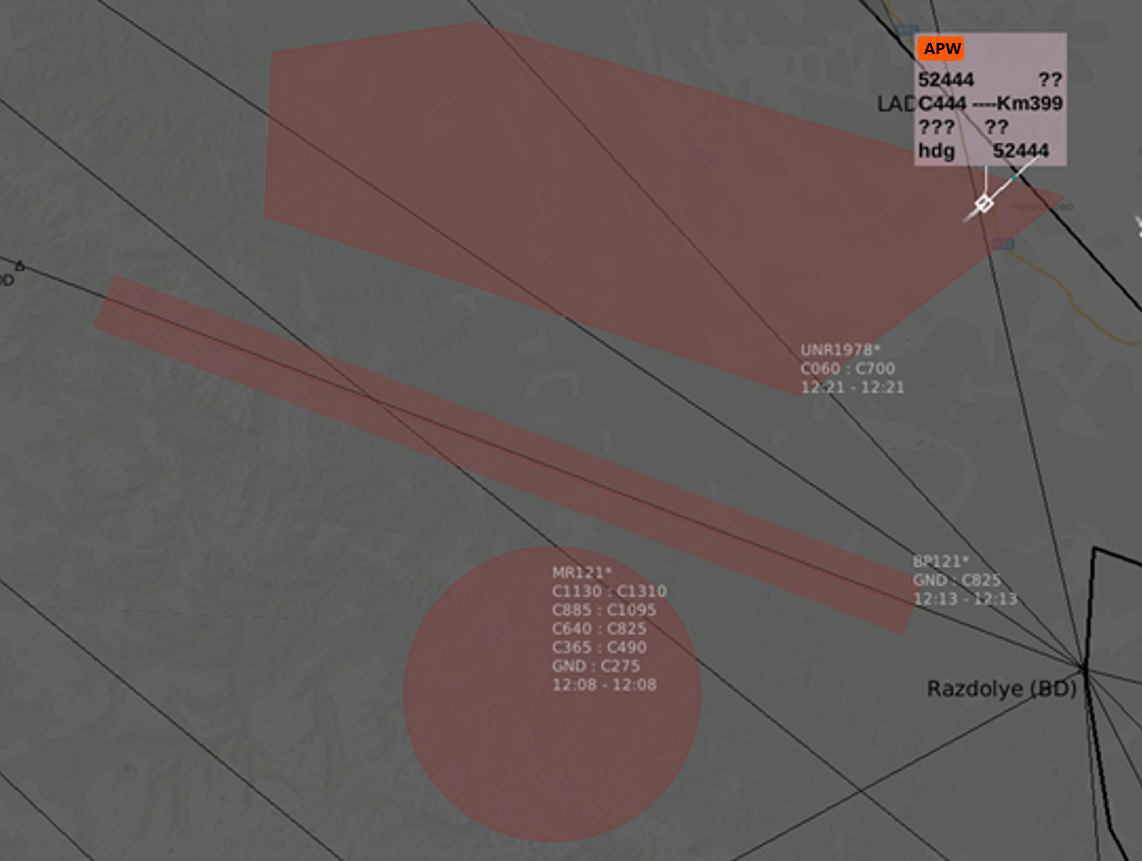 APW
52444 ??
LAD
C444 ----Km399
??? ??
hdg 52444
UNR1978*
C060 : C700
12:21 - 12:21
BP121*
GND : C825
12:13 - 12:13
MR121*
C1130 : C1310
C885 : C1095
C640 : C825
C365 : C490
GND : C275
12:08 - 12:08
Razdolye (BD)